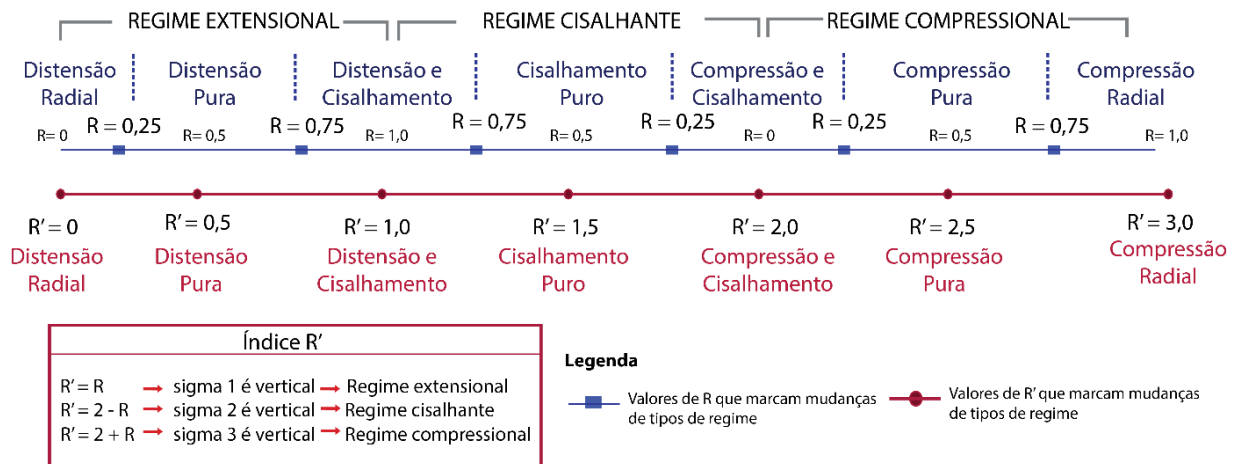 REGIME EXTENSIONAL REGIME CISALHANTE REGIME COMPRESSIONAL
Distensão Radial
Distensão Pura
Distensão e Cisalhamento
Cisalhamento Puro
Compressão e Cisalhamento
Compressão Pura
Compressão Radial
R= 0 R = 0,25 R= 0,5 R = 0,75 R= 1,0 R = 0,75 R= 0,5 R = 0,25 R= 0 R = 0,25 R= 0,5 R = 0,75 R= 1,0
R' = 0 R' = 0,5 R' = 1,0 R' = 1,5 R' = 2,0 R' = 2,5 R' = 3,0
Distensão Radial
Distensão Pura
Distensão e Cisalhamento
Cisalhamento Puro
Compressão e Cisalhamento
Compressão Pura
Compressão Radial
Índice R'
R' = R sigma 1 é vertical Regime extensional
R' = 2 - R sigma 2 é vertical Regime cisalhante
R' = 2 + R sigma 3 é vertical Regime compressional
Legenda
Valores de R que marcam mudanças
de tipos de regime
Valores de R' que marcam mudanças
de tipos de regime